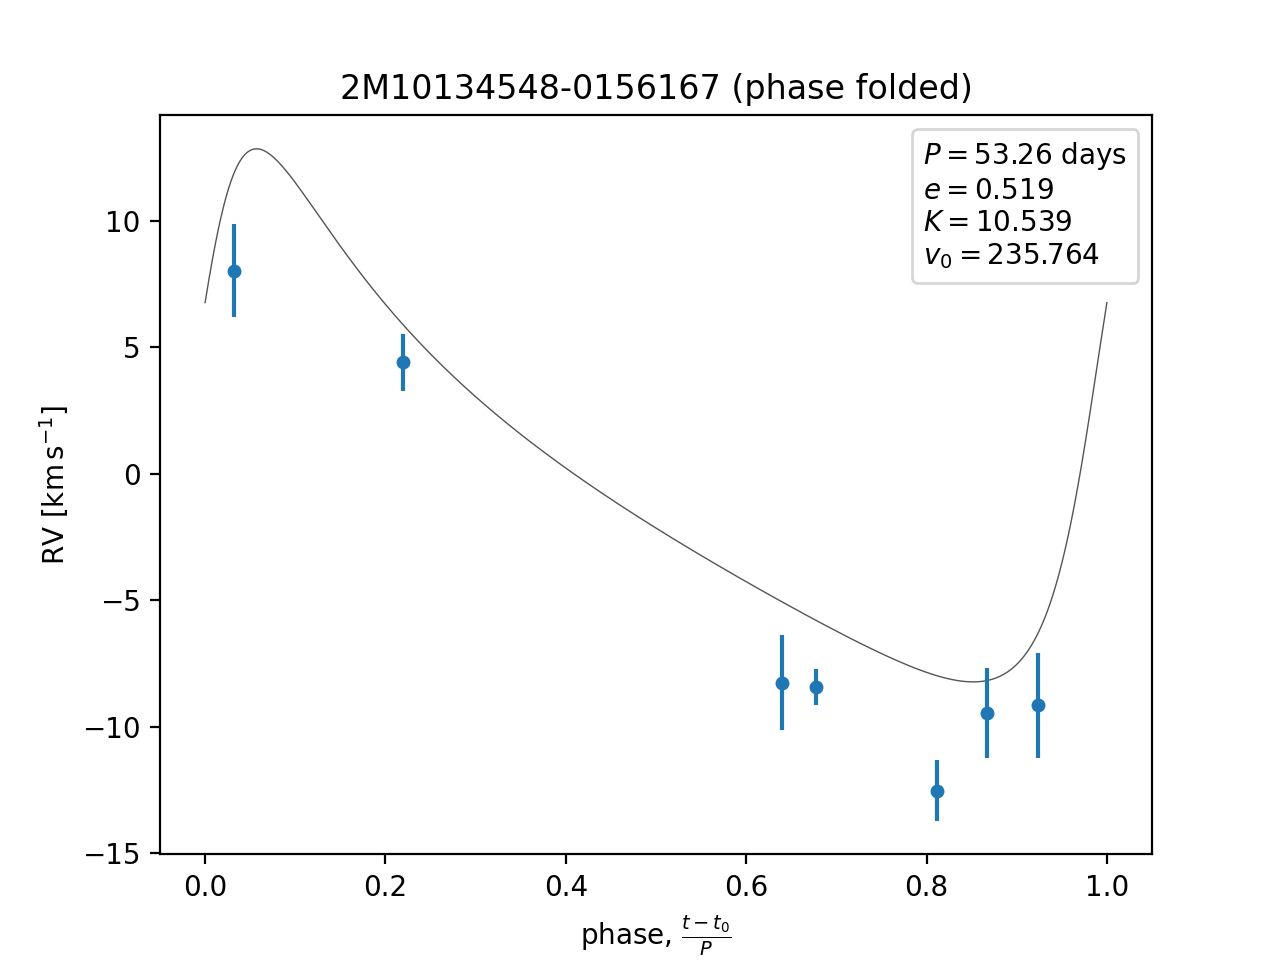 2M10134548-0156167 (phase folded)
P = 53.26 days
e = 0.519
K = 10.539
v₀ = 235.764
10
5
0
−5
−10
−15
RV [km s⁻¹]
0.0 0.2 0.4 0.6 0.8 1.0
phase, (t − t₀)/P